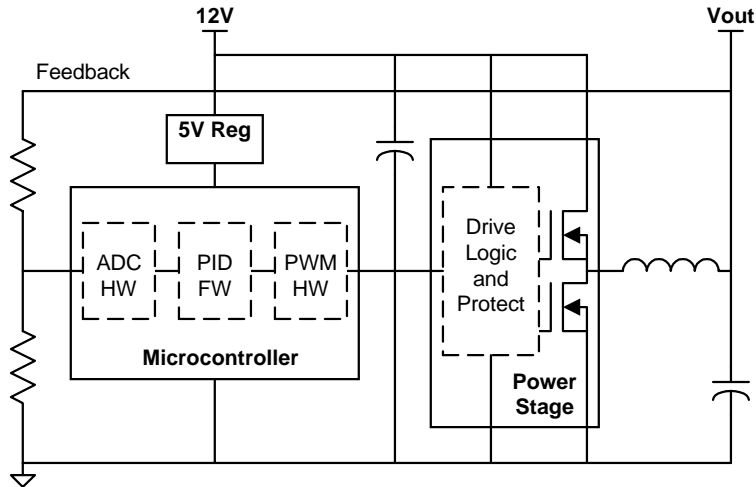 12V
Vout
Feedback
5V Reg
ADC
HW
PID
FW
PWM
HW
Microcontroller
Drive
Logic
and
Protect
Power
Stage